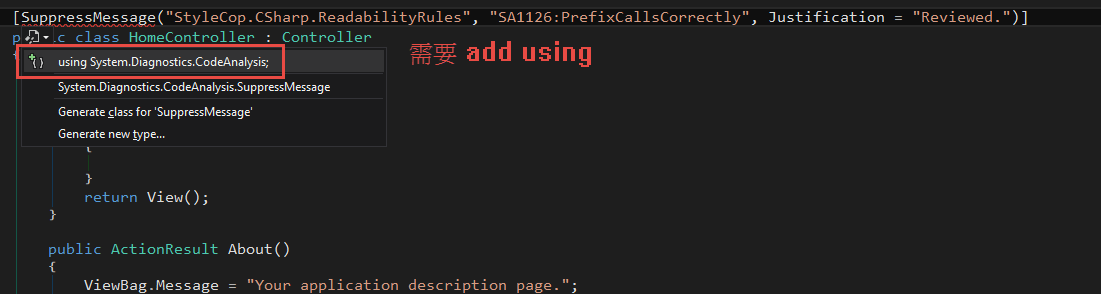 [SuppressMessage("StyleCop.CSharp.ReadabilityRules", "SA1126:PrefixCallsCorrectly", Justification = "Reviewed.")]
class HomeController : Controller
需要 add using
using System.Diagnostics.CodeAnalysis;
System.Diagnostics.CodeAnalysis.SuppressMessage
Generate class for 'SuppressMessage'
Generate new type...
{
}
return View();
}
public ActionResult About()
{
ViewBag.Message = "Your application description page.";